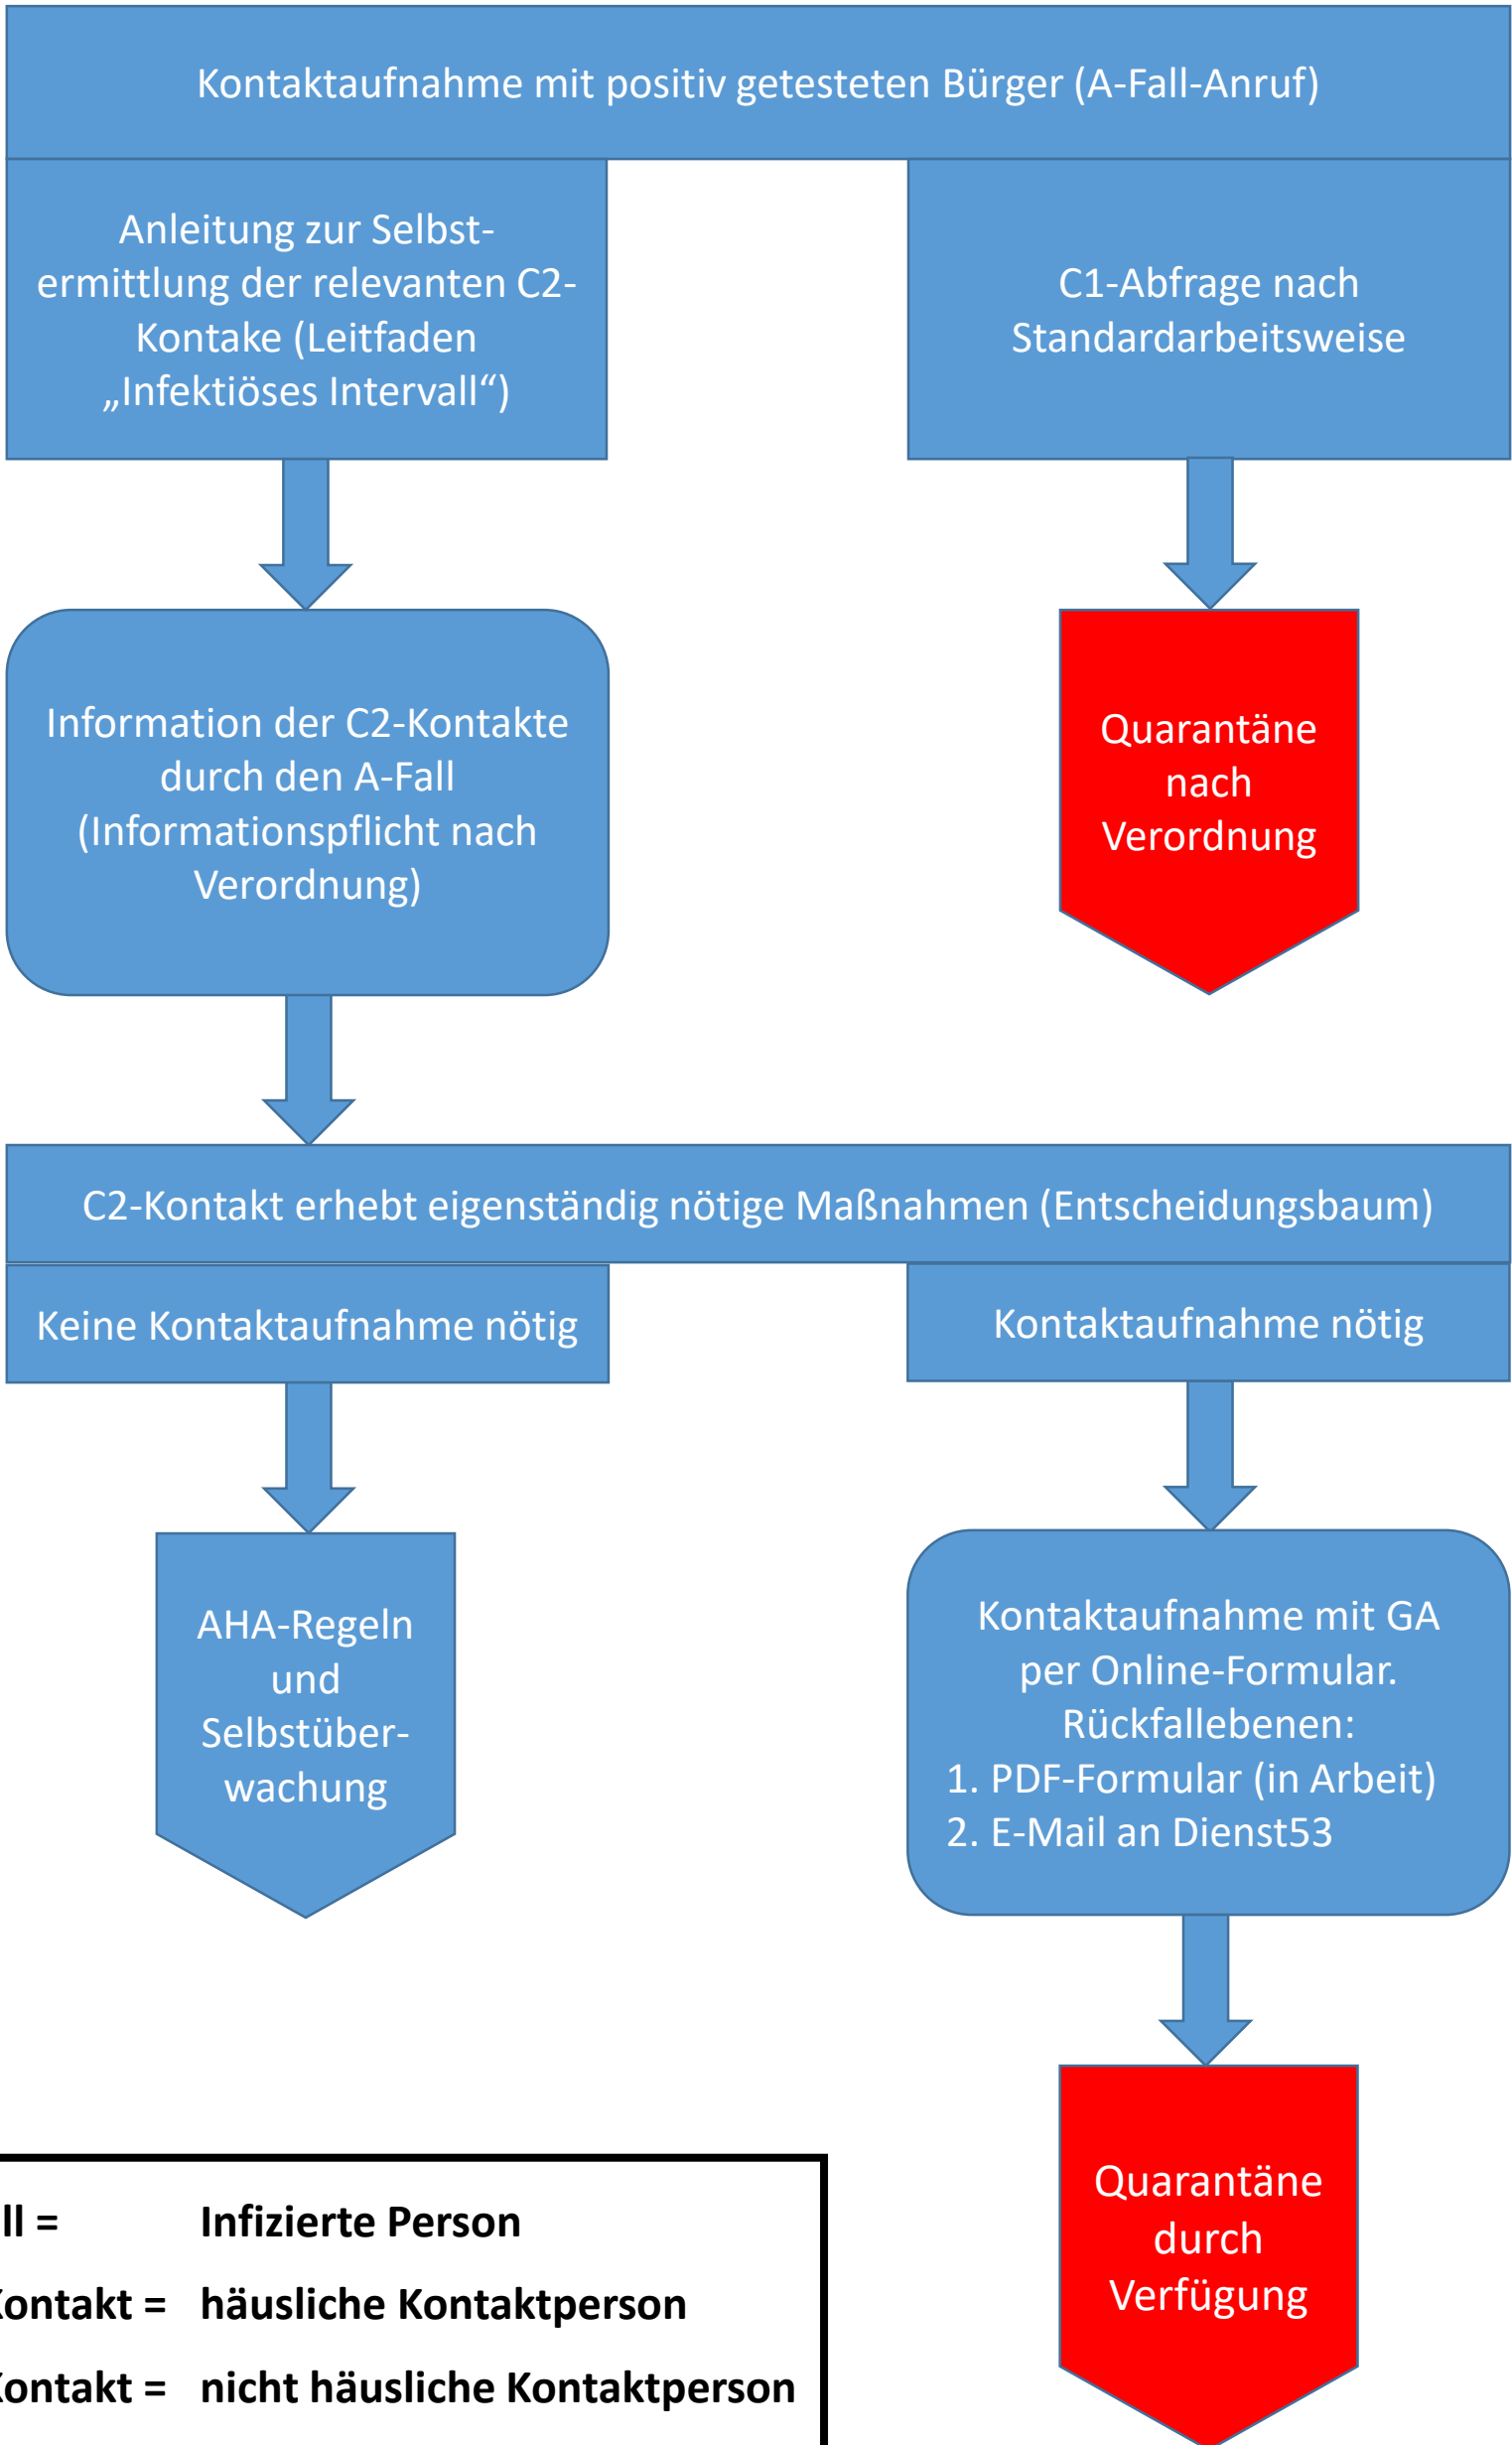 Kontaktaufnahme mit positiv getesteten Bürger (A-Fall-Anruf)
Anleitung zur Selbst-
ermittlung der relevanten C2-
Kontake (Leitfaden
„Infektiöses Intervall“)
C1-Abfrage nach
Standardarbeitsweise
Information der C2-Kontakte
durch den A-Fall
(Informationspflicht nach
Verordnung)
Quarantäne
nach
Verordnung
C2-Kontakt erhebt eigenständig nötige Maßnahmen (Entscheidungsbaum)
Keine Kontaktaufnahme nötig
Kontaktaufnahme nötig
AHA-Regeln
und
Selbstüber-
wachung
Kontaktaufnahme mit GA
per Online-Formular.
Rückfallebenen:
1. PDF-Formular (in Arbeit)
2. E-Mail an Dienst53
Quarantäne
durch
Verfügung
ll = Infizierte Person
Kontakt = häusliche Kontaktperson
Kontakt = nicht häusliche Kontaktperson